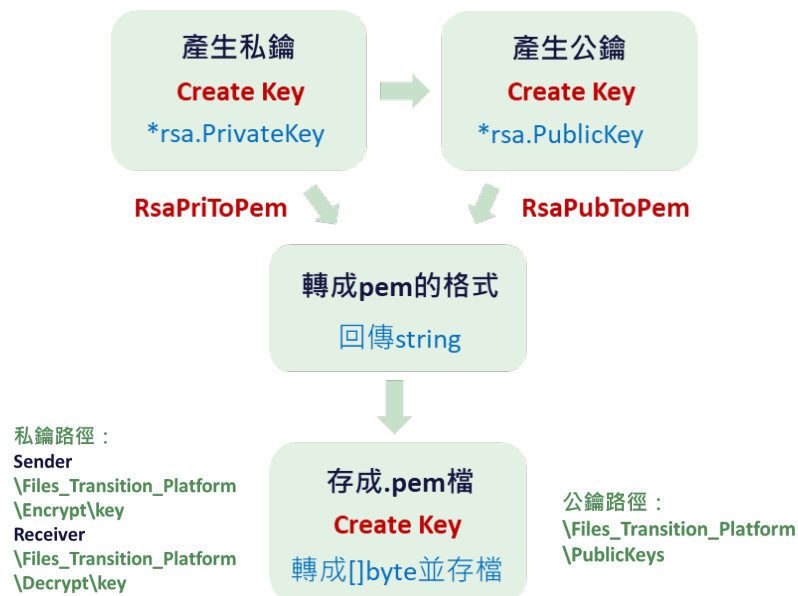 產生私鑰
Create Key
*rsa.PrivateKey
產生公鑰
Create Key
*rsa.PublicKey
RsaPriToPem
RsaPubToPem
轉成pem的格式
回傳string
私鑰路徑：
Sender
\Files_Transition_Platform
\Encrypt\key
Receiver
\Files_Transition_Platform
\Decrypt\key
存成.pem檔
Create Key
轉成[]byte並存檔
公鑰路徑：
\Files_Transition_Platform
\PublicKeys